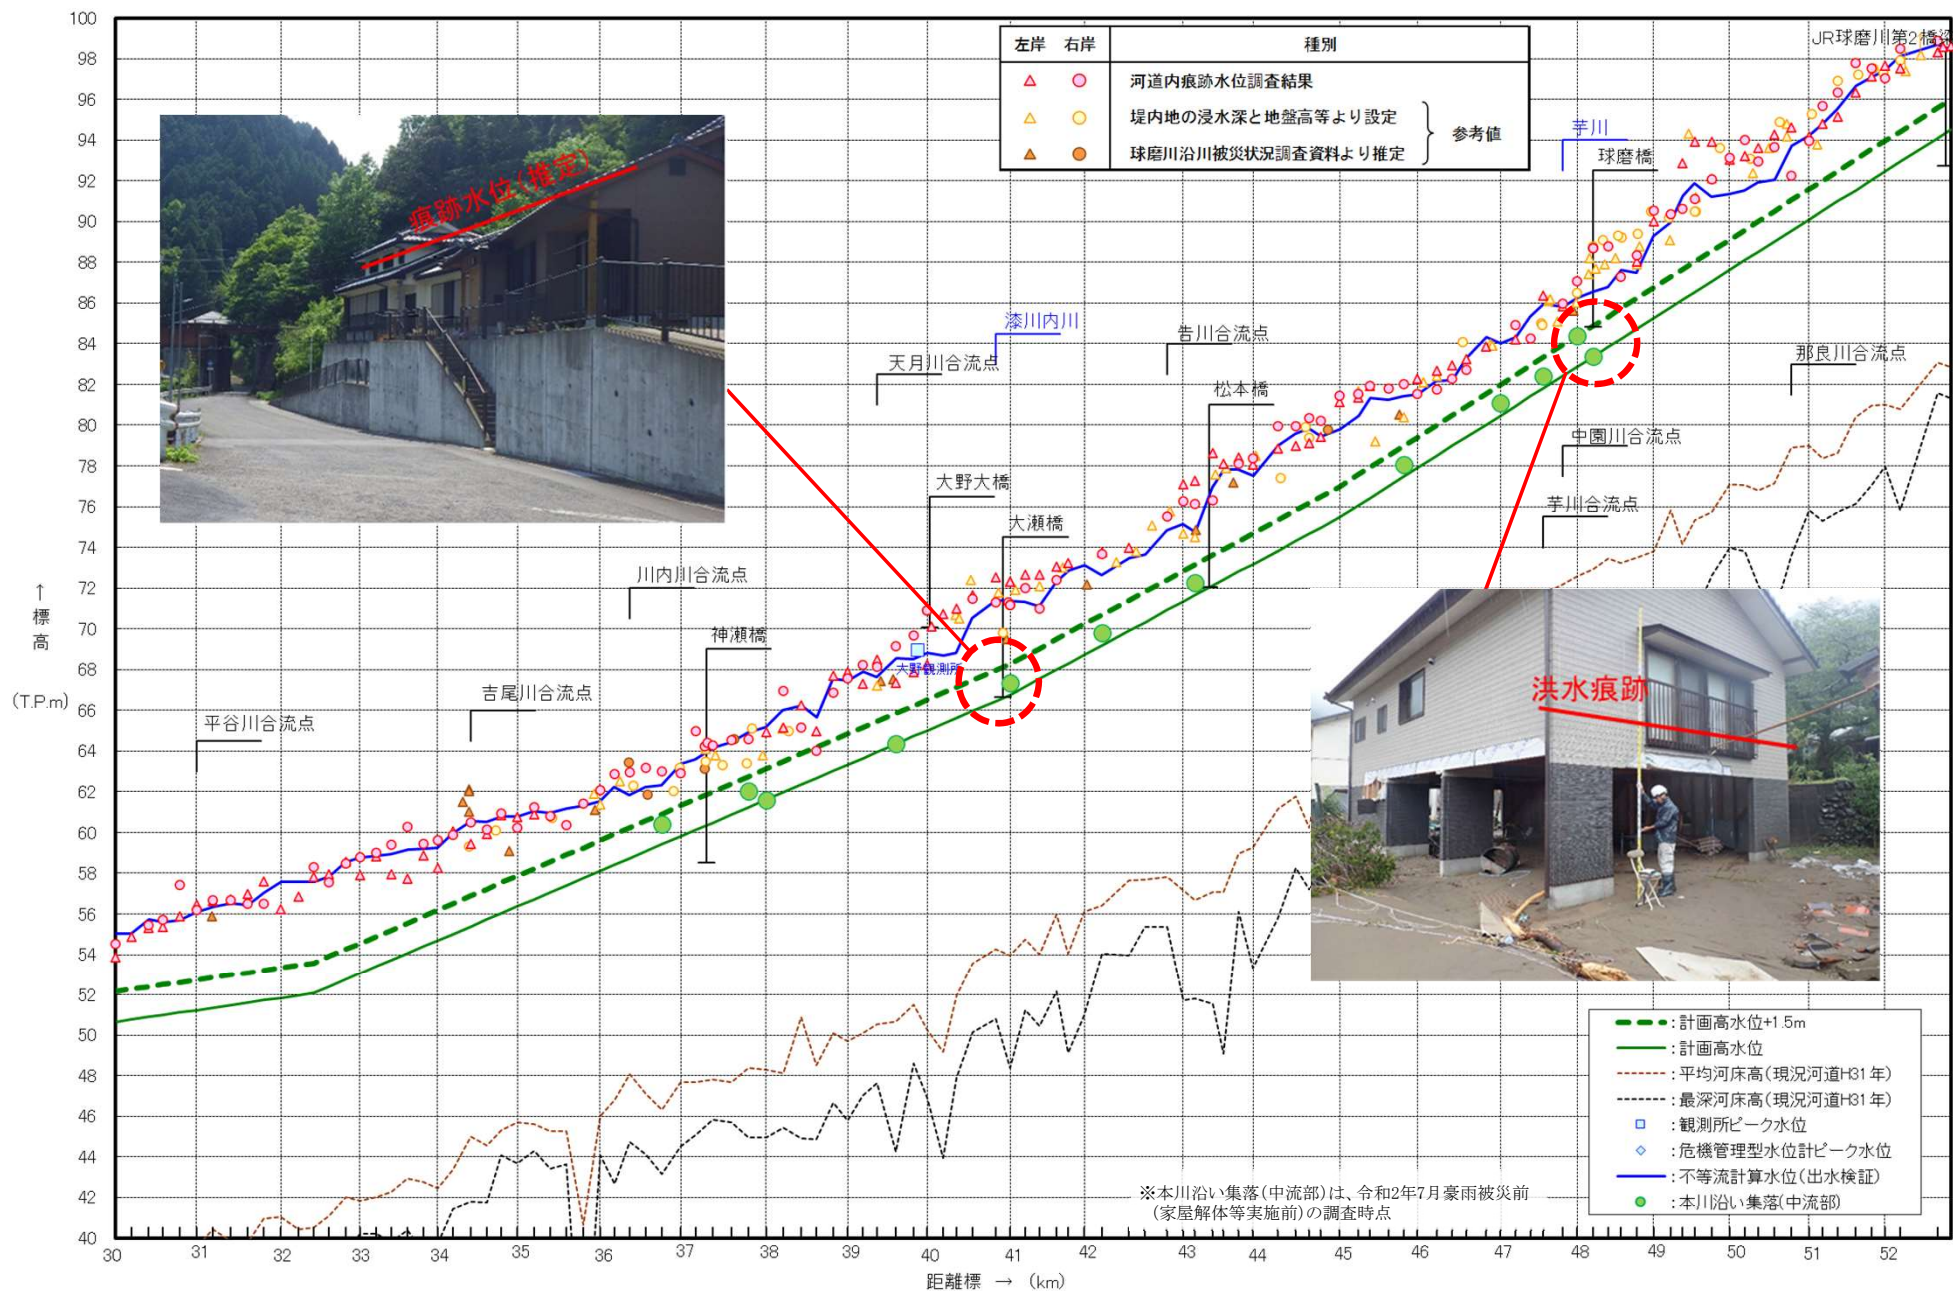 100
98
96
94
92
90
88
86
84
82
80
78
76
74
72
70
68
66
64
62
60
58
56
54
52
50
48
46
44
42
40
↑
標
高
(T.P.m)
30 31 32 33 34 35 36 37 38 39 40 41 42 43 44 45 46 47 48 49 50 51 52
距離標 → (km)
左岸 右岸 種別
河道内痕跡水位調査結果
堤内地の浸水深と地盤高等より設定
球磨川沿川被災状況調査資料より推定
参考値
痕跡水位(推定)
平谷川合流点
吉尾川合流点
川内川合流点
神瀬橋
天月川合流点
大野大橋
大野観測所
漆川内川
大瀬橋
告川合流点
松本橋
芋川
球磨橋
中園川合流点
芋川合流点
那良川合流点
JR球磨川第2橋梁
洪水痕跡
:計画高水位+1.5m
:計画高水位
:平均河床高(現況河道H31年)
:最深河床高(現況河道H31年)
:観測所ピーク水位
:危機管理型水位計ピーク水位
:不等流計算水位(出水検証)
:本川沿い集落(中流部)
※本川沿い集落(中流部)は、令和2年7月豪雨被災前
(家屋解体等実施前)の調査時点